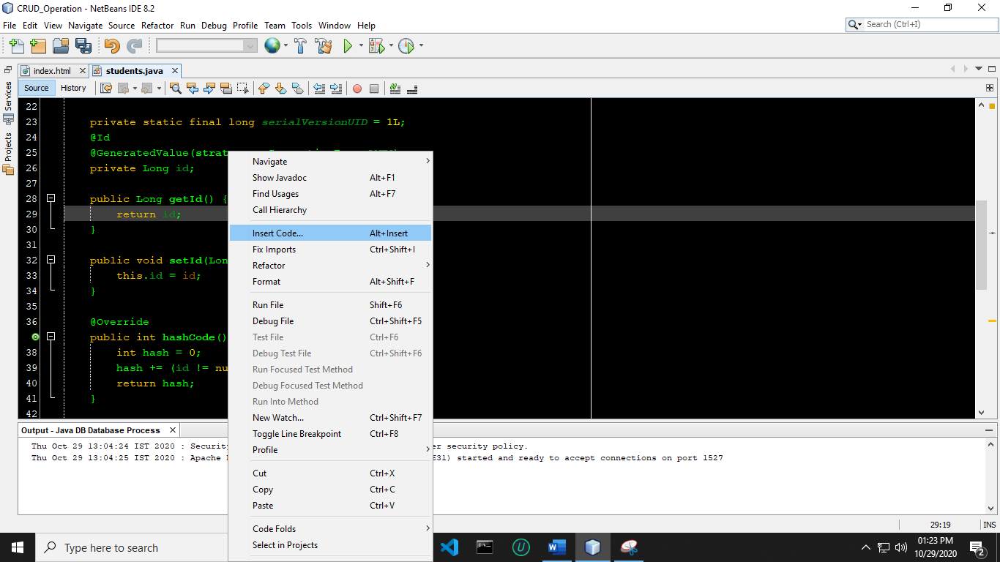 CRUD_Operation - NetBeans IDE 8.2
File Edit View Navigate Source Refactor Run Debug Profile Team Tools Window Help
Search (Ctrl+I)
index.html students.java
Source History
Services
Projects
22
23 private static final long serialVersionUID = 1L;
24 @Id
25 @GeneratedValue(strat
26 private Long id;
27
28 public Long getId() {
29 return id;
30 }
31
32 public void setId(Lon
33 this.id = id;
34 }
35
36 @Override
public int hashCode()
38 int hash = 0;
39 hash += (id != nu
40 return hash;
41 }
42
Navigate
Show Javadoc Alt+F1
Find Usages Alt+F7
Call Hierarchy
Insert Code... Alt+Insert
Fix Imports Ctrl+Shift+I
Refactor
Format Alt+Shift+F
Run File Shift+F6
Debug File Ctrl+Shift+F5
Test File Ctrl+F6
Debug Test File Ctrl+Shift+F6
Run Focused Test Method
Debug Focused Test Method
Run Into Method
New Watch... Ctrl+Shift+F7
Toggle Line Breakpoint Ctrl+F8
Profile
Cut Ctrl+X
Copy Ctrl+C
Paste Ctrl+V
Code Folds
Select in Projects
Output - Java DB Database Process
Thu Oct 29 13:04:24 IST 2020 : Securit er security policy.
Thu Oct 29 13:04:25 IST 2020 : Apache 631) started and ready to accept connections on port 1527
29:19 INS
Type here to search
01:23 PM
10/29/2020
2